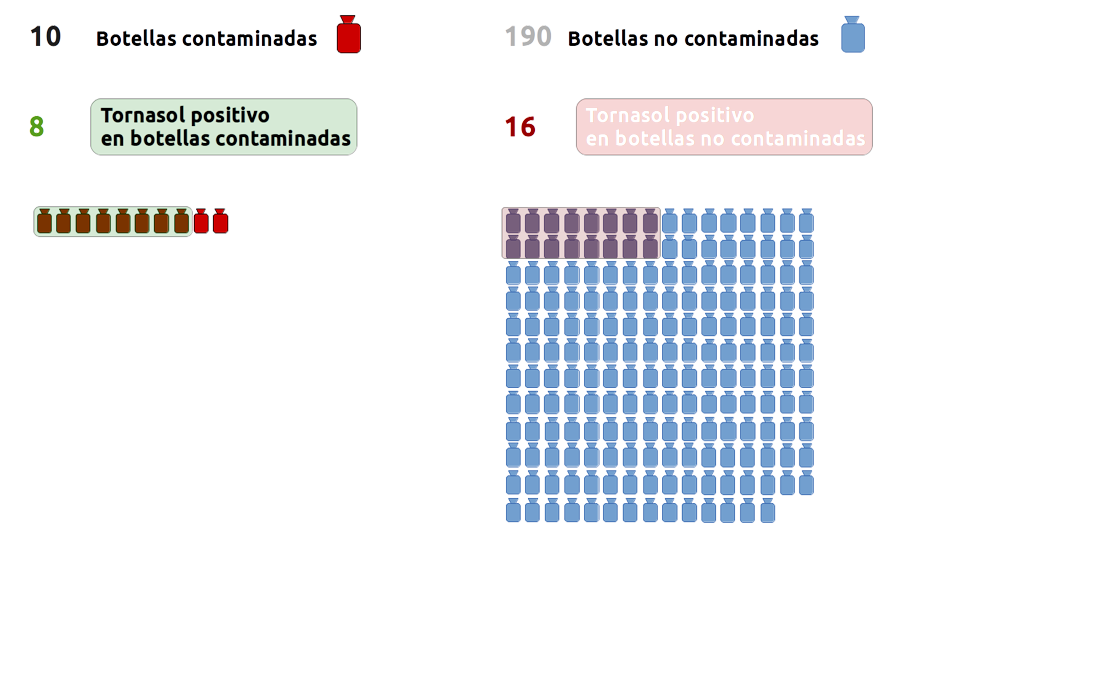 10 Botellas contaminadas
190 Botellas no contaminadas
8
Tornasol positivo
en botellas contaminadas
16
Tornasol positivo
en botellas no contaminadas